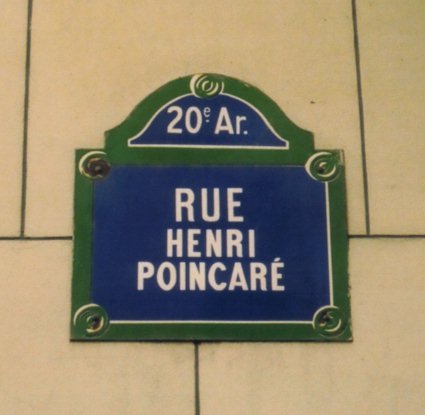 20e Ar.
RUE
HENRI
POINCARÉ